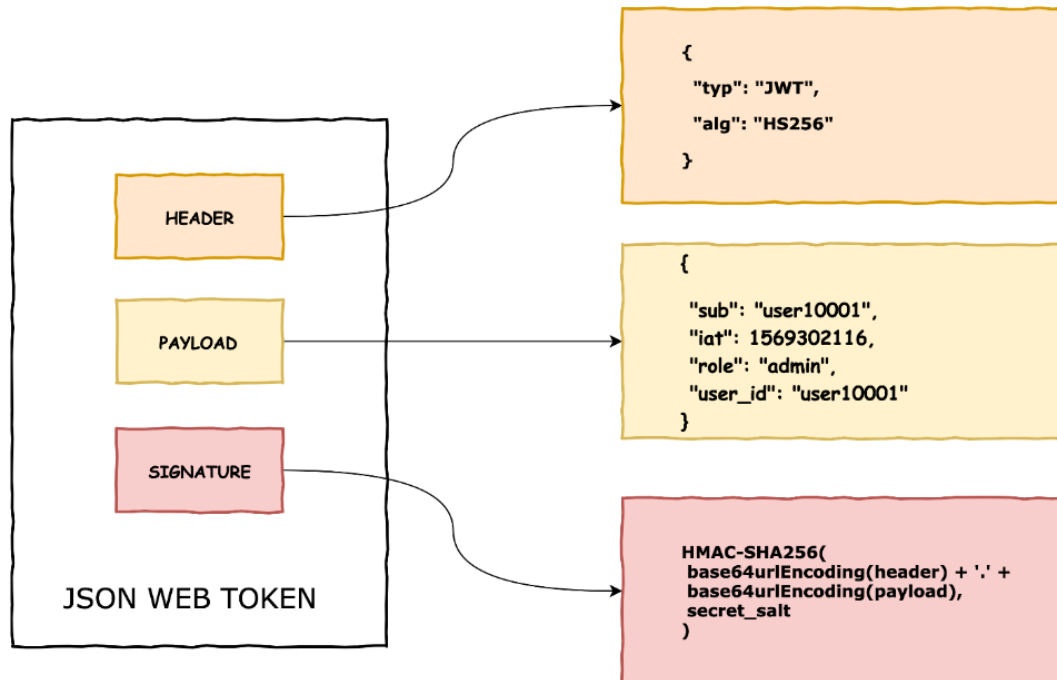 HEADER
PAYLOAD
SIGNATURE
JSON WEB TOKEN
{
"typ": "JWT",
"alg": "HS256"
}
{
"sub": "user10001",
"iat": 1569302116,
"role": "admin",
"user_id": "user10001"
}
HMAC-SHA256(
base64urlEncoding(header) + '.' +
base64urlEncoding(payload),
secret_salt
)